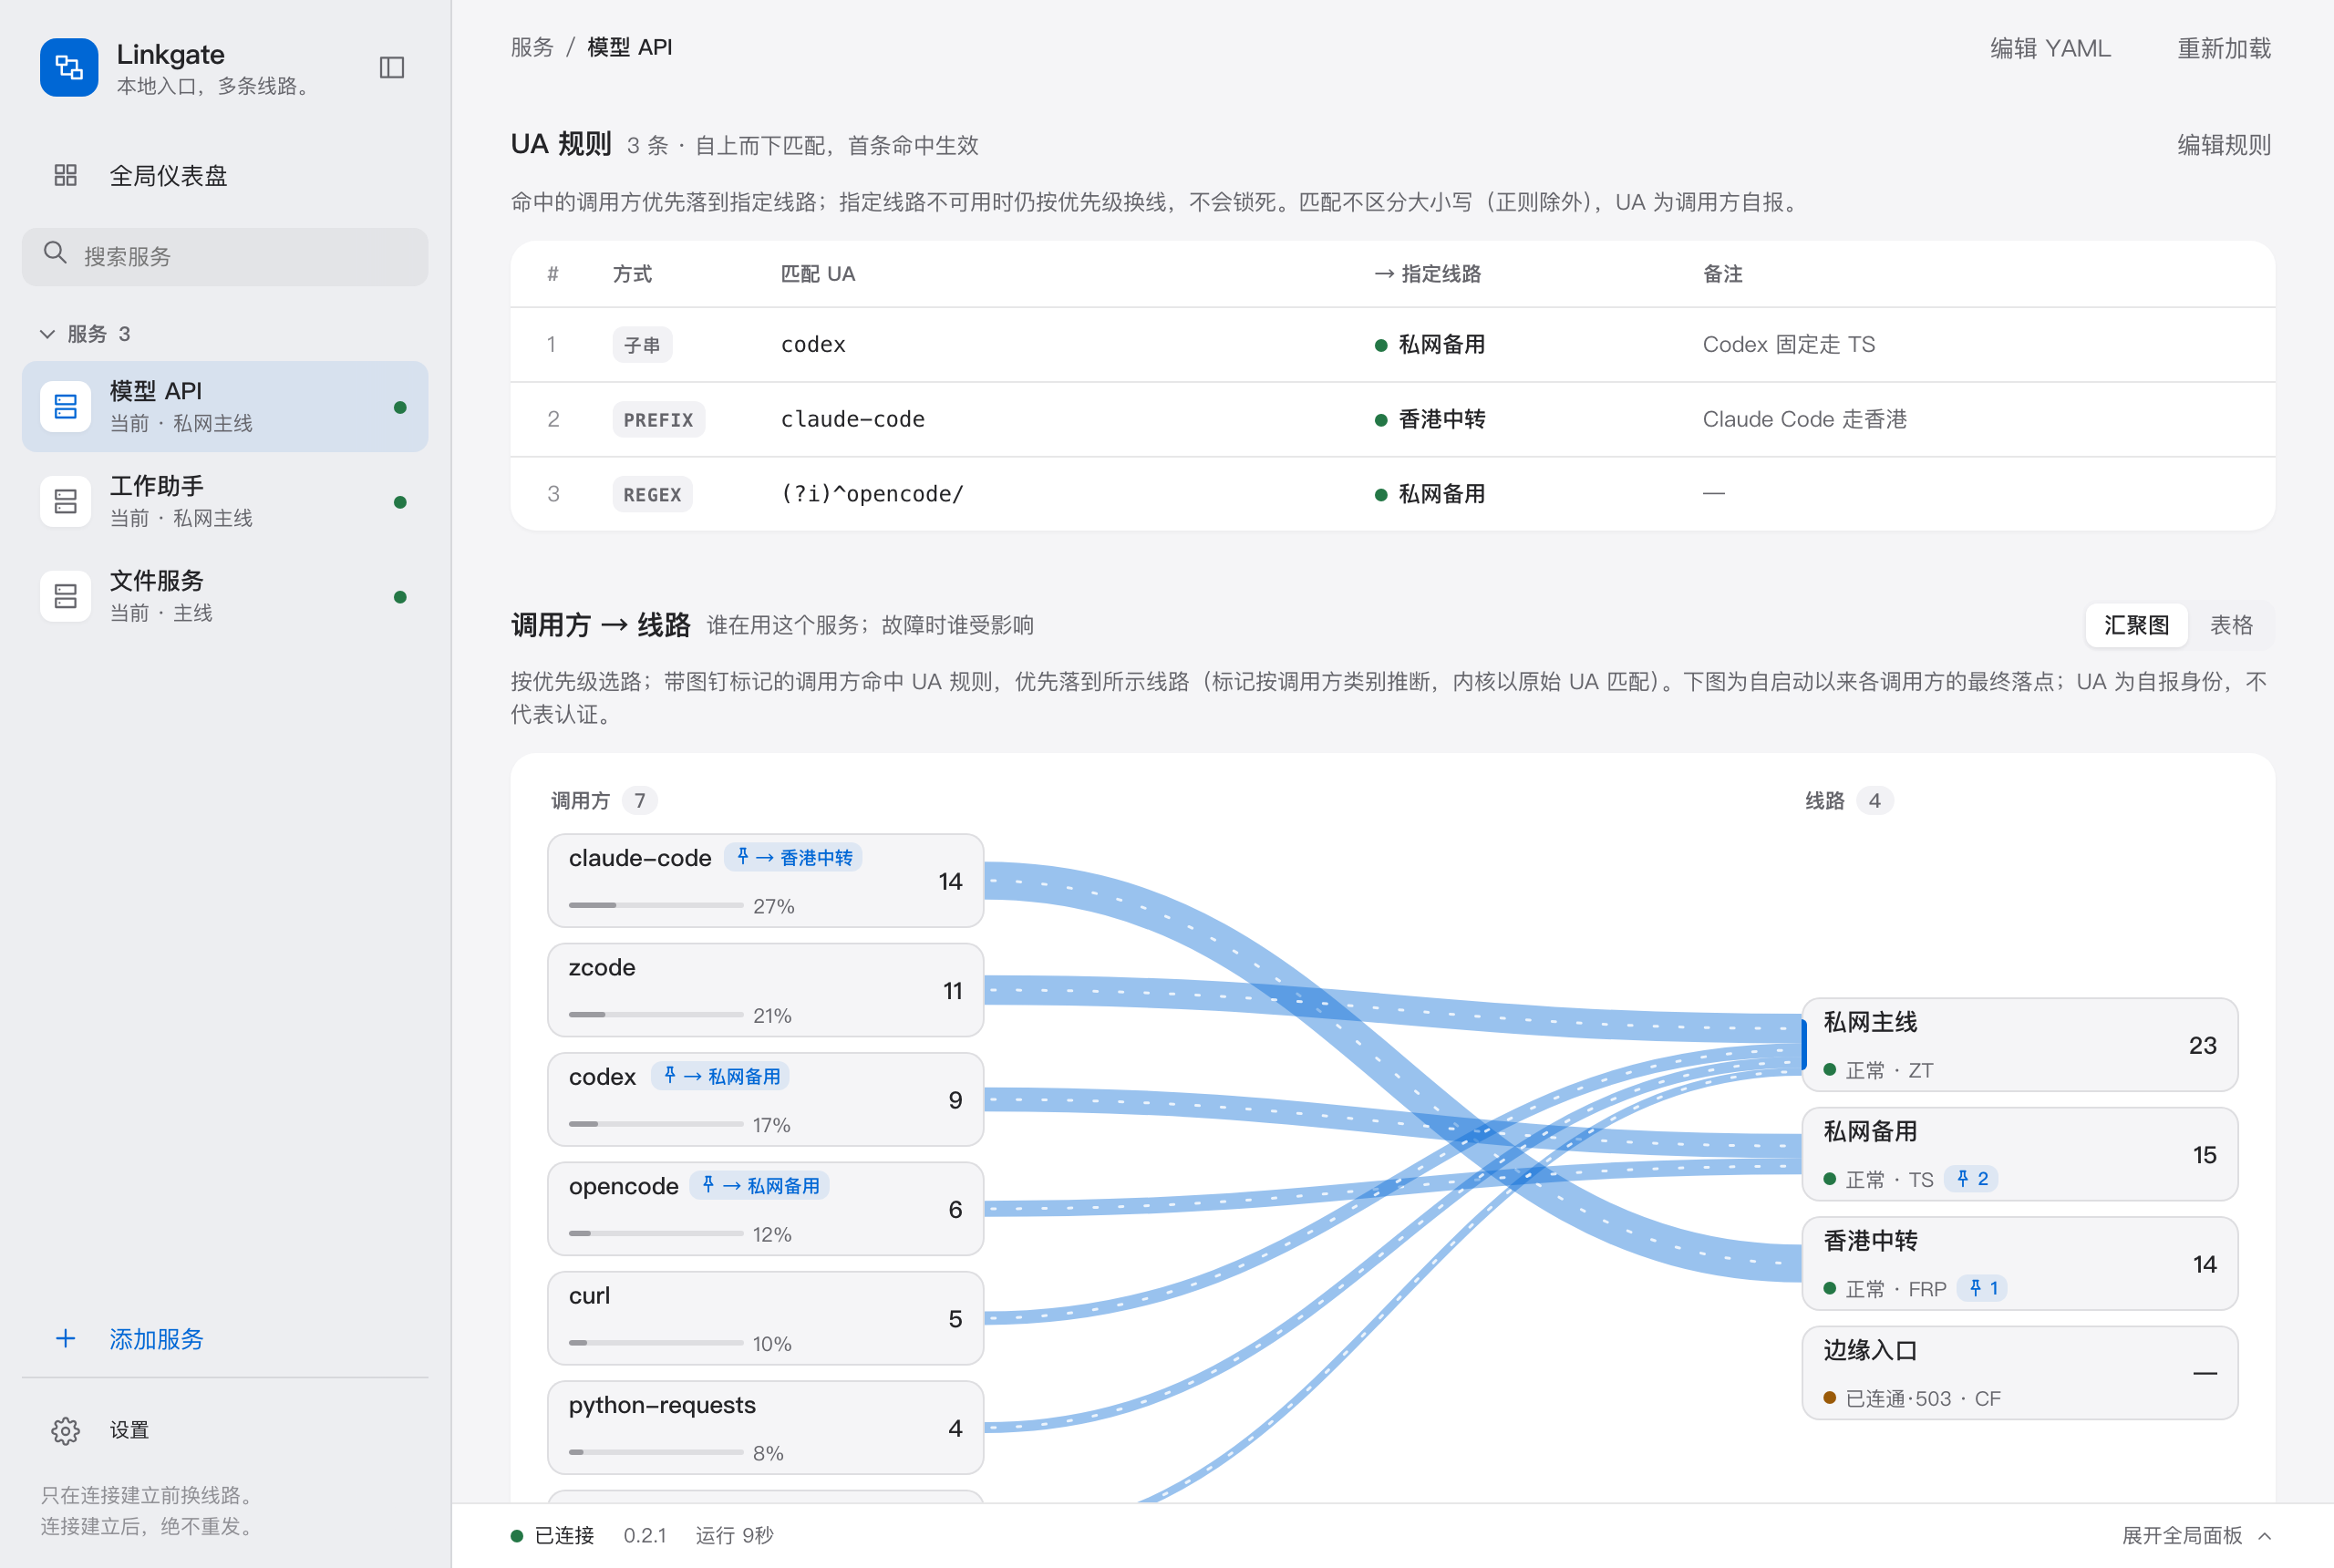 Linkgate
本地入口，多条线路。
全局仪表盘
搜索服务
服务 3
模型 API
当前 · 私网主线
工作助手
当前 · 私网主线
文件服务
当前 · 主线
添加服务
设置
只在连接建立前换线路。
连接建立后，绝不重发。
服务 / 模型 API
编辑 YAML
重新加载
UA 规则 3 条 · 自上而下匹配，首条命中生效
编辑规则
命中的调用方优先落到指定线路；指定线路不可用时仍按优先级换线，不会锁死。匹配不区分大小写（正则除外），UA 为调用方自报。
# 方式 匹配 UA → 指定线路 备注
1 子串 codex 私网备用 Codex 固定走 TS
2 PREFIX claude-code 香港中转 Claude Code 走香港
3 REGEX (?i)^opencode/ 私网备用 —
调用方 → 线路 谁在用这个服务；故障时谁受影响
汇聚图 表格
按优先级选路；带图钉标记的调用方命中 UA 规则，优先落到所示线路（标记按调用方类别推断，内核以原始 UA 匹配）。下图为自启动以来各调用方的最终落点；UA 为自报身份，不
代表认证。
调用方 7
claude-code → 香港中转
14
27%
zcode
11
21%
codex → 私网备用
9
17%
opencode → 私网备用
6
12%
curl
5
10%
python-requests
4
8%
线路 4
私网主线
23
正常 · ZT
私网备用
15
正常 · TS 2
香港中转
14
正常 · FRP 1
边缘入口
—
已连通·503 · CF
已连接 0.2.1 运行 9秒
展开全局面板